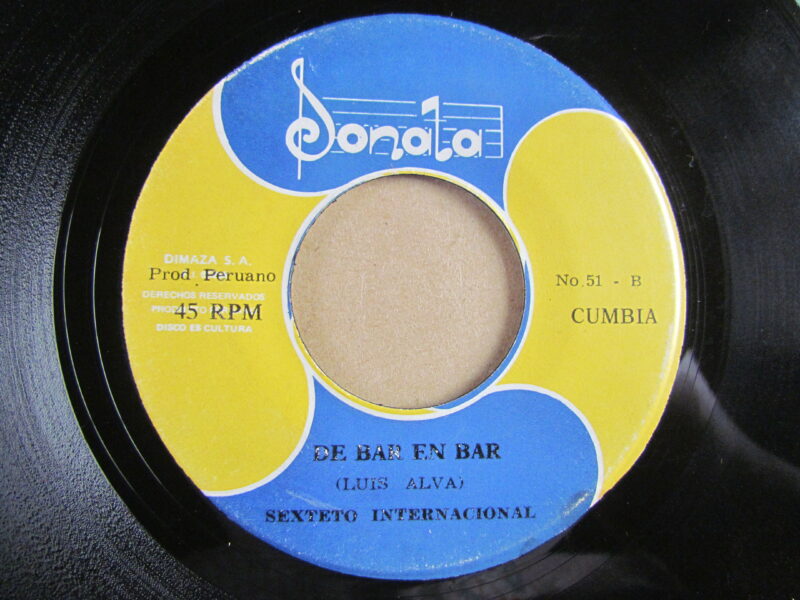 Sonata
DIMAZA S. A.
Prod. Peruano
DERECHOS RESERVADOS
45 RPM
DISCO ES CULTURA
No. 51 - B
CUMBIA
DE BAR EN BAR
(LUIS ALVA)
SEXTETO INTERNACIONAL